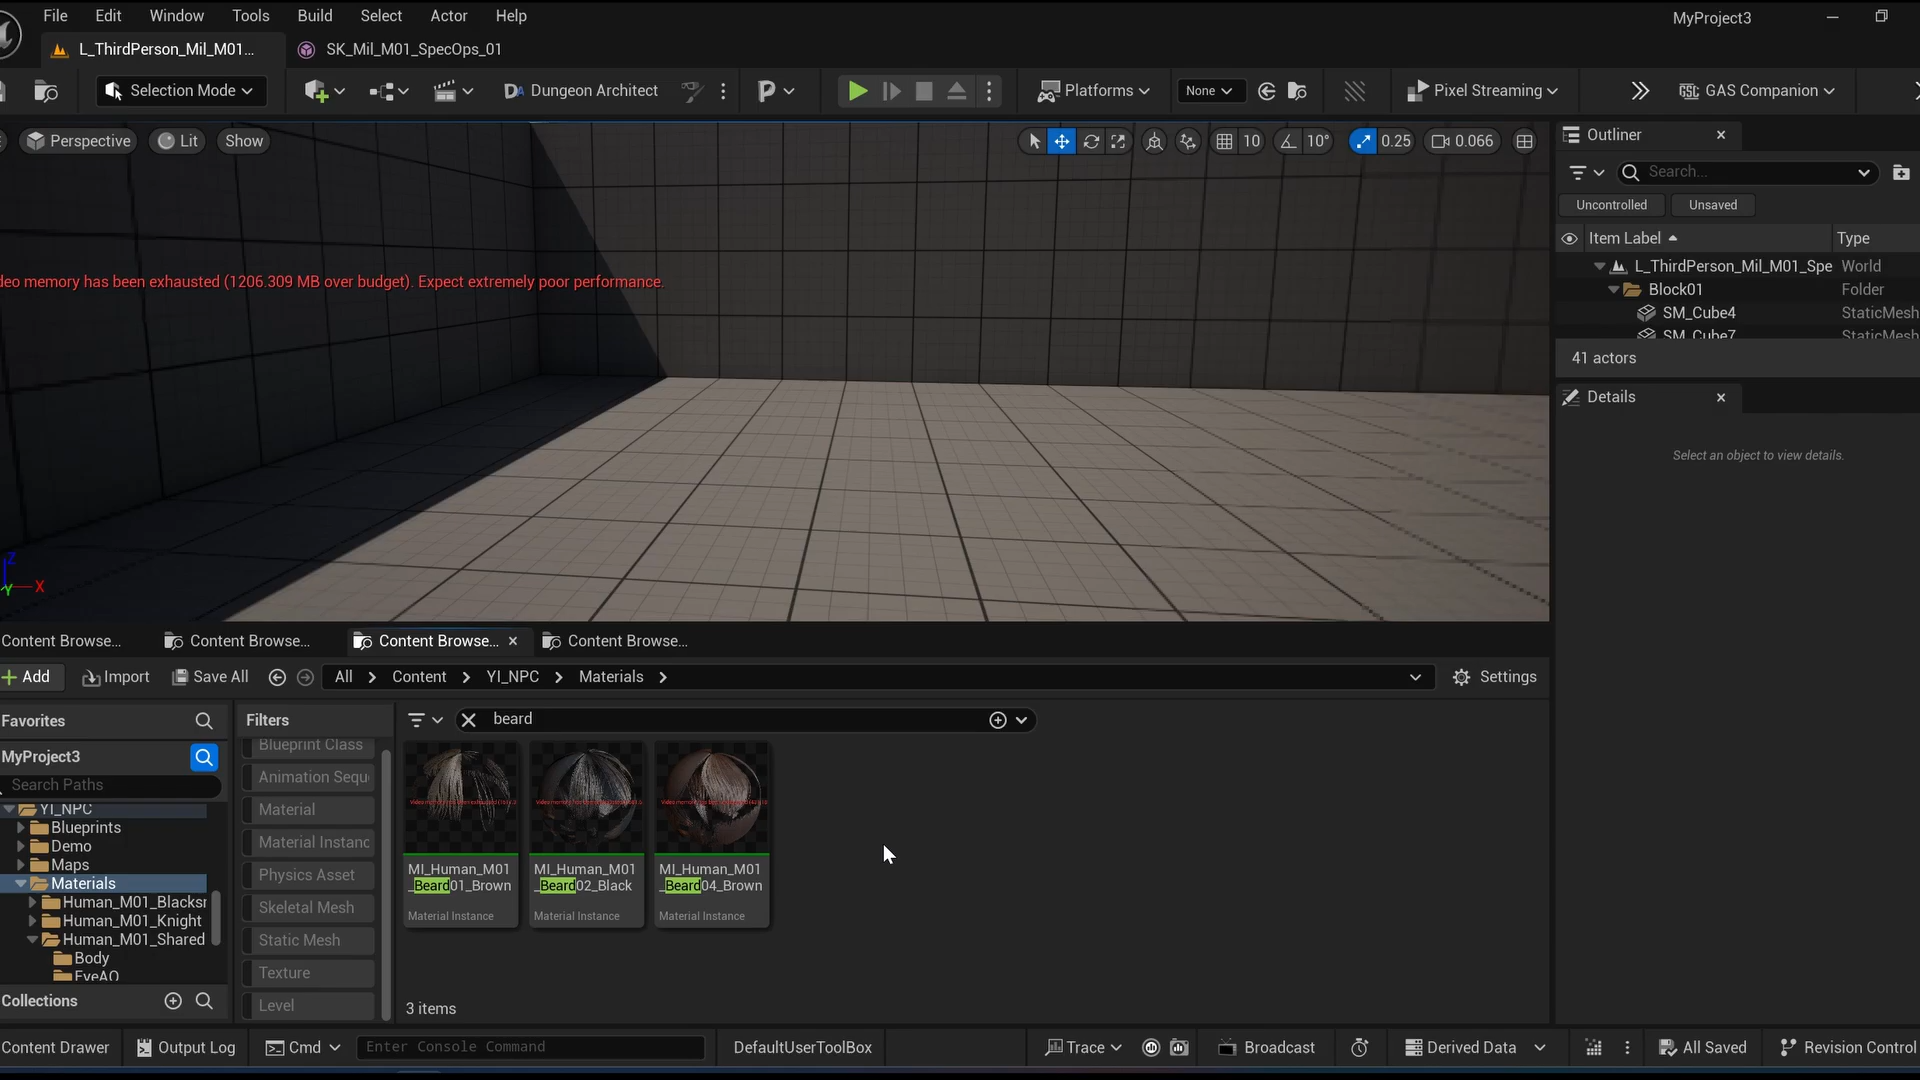 File Edit Window Tools Build Select Actor Help
MyProject3
L_ThirdPerson_Mil_M01...
SK_Mil_M01_SpecOps_01
Selection Mode
Dungeon Architect
Platforms
None
Pixel Streaming
GAS Companion
Perspective
Lit
Show
10
10°
0.25
0.066
deo memory has been exhausted (1206.309 MB over budget). Expect extremely poor performance.
Z
Y
X
Outliner
Search...
Uncontrolled
Unsaved
Item Label
Type
L_ThirdPerson_Mil_M01_Spe World
Block01 Folder
SM_Cube4 StaticMesh
SM_Cube7 StaticMesh
41 actors
Details
Select an object to view details.
Content Browse...
Content Browse...
Content Browse...
Content Browse...
Add
Import
Save All
All
Content
YI_NPC
Materials
Settings
Favorites
MyProject3
Search Paths
YI_NPC
Blueprints
Demo
Maps
Materials
Human_M01_Blacksr
Human_M01_Knight
Human_M01_Shared
Body
EyeAO
Collections
Filters
Blueprint Class
Animation Sequ
Material
Material Instanc
Physics Asset
Skeletal Mesh
Static Mesh
Texture
Level
beard
MI_Human_M01
_Beard01_Brown
Material Instance
MI_Human_M01
_Beard02_Black
Material Instance
MI_Human_M01
_Beard04_Brown
Material Instance
3 items
Content Drawer
Output Log
Cmd
Enter Console Command
DefaultUserToolBox
Trace
Broadcast
Derived Data
All Saved
Revision Control